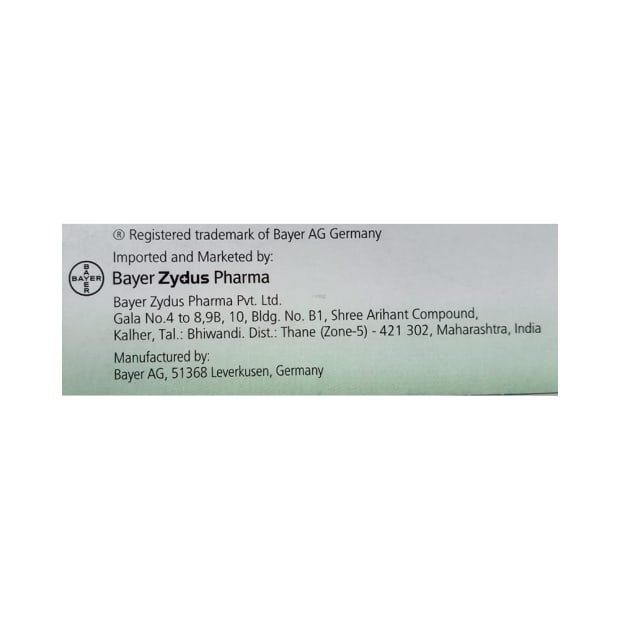 ® Registered trademark of Bayer AG Germany
Imported and Marketed by:
BAYER
BAYER
Bayer Zydus Pharma
Bayer Zydus Pharma Pvt. Ltd.
Gala No.4 to 8,9B, 10, Bldg. No. B1, Shree Arihant Compound,
Kalher, Tal.: Bhiwandi. Dist.: Thane (Zone-5) - 421 302, Maharashtra, India
Manufactured by:
Bayer AG, 51368 Leverkusen, Germany